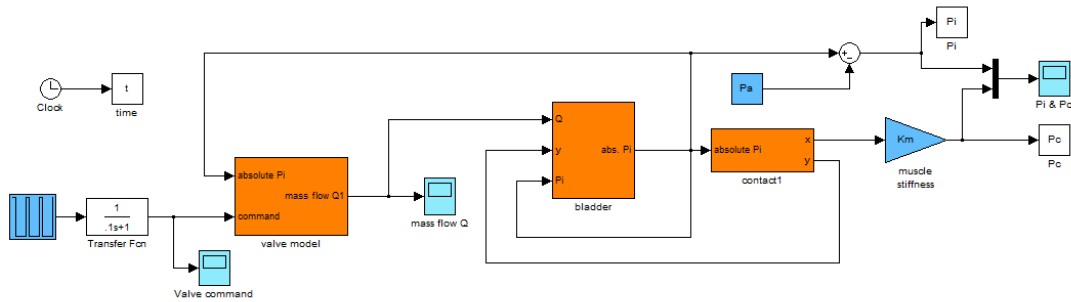 Pi
Pi
Clock
t
time
Pa
+
−
Pi & Pc
Q
y
Pi
abs. Pi
bladder
absolute Pi
x
y
contact1
Km
muscle
stiffness
Pc
Pc
absolute Pi
command
mass flow Q1
valve model
mass flow Q
1
.1s+1
Transfer Fcn
Valve command